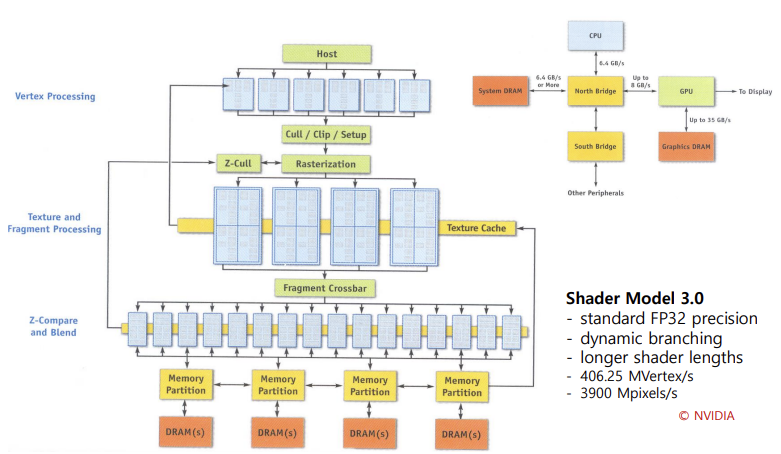 Host
Vertex Processing
Cull / Clip / Setup
Z-Cull
Rasterization
Texture and
Fragment Processing
Texture Cache
Fragment Crossbar
Z-Compare
and Blend
Memory
Partition
Memory
Partition
Memory
Partition
Memory
Partition
DRAM(s)
DRAM(s)
DRAM(s)
DRAM(s)
CPU
6.4 GB/s
System DRAM
6.4 GB/s
or More
North Bridge
Up to
8 GB/s
GPU
To Display
Up to 35 GB/s
South Bridge
Graphics DRAM
Other Peripherals
Shader Model 3.0
- standard FP32 precision
- dynamic branching
- longer shader lengths
- 406.25 MVertex/s
- 3900 Mpixels/s
© NVIDIA